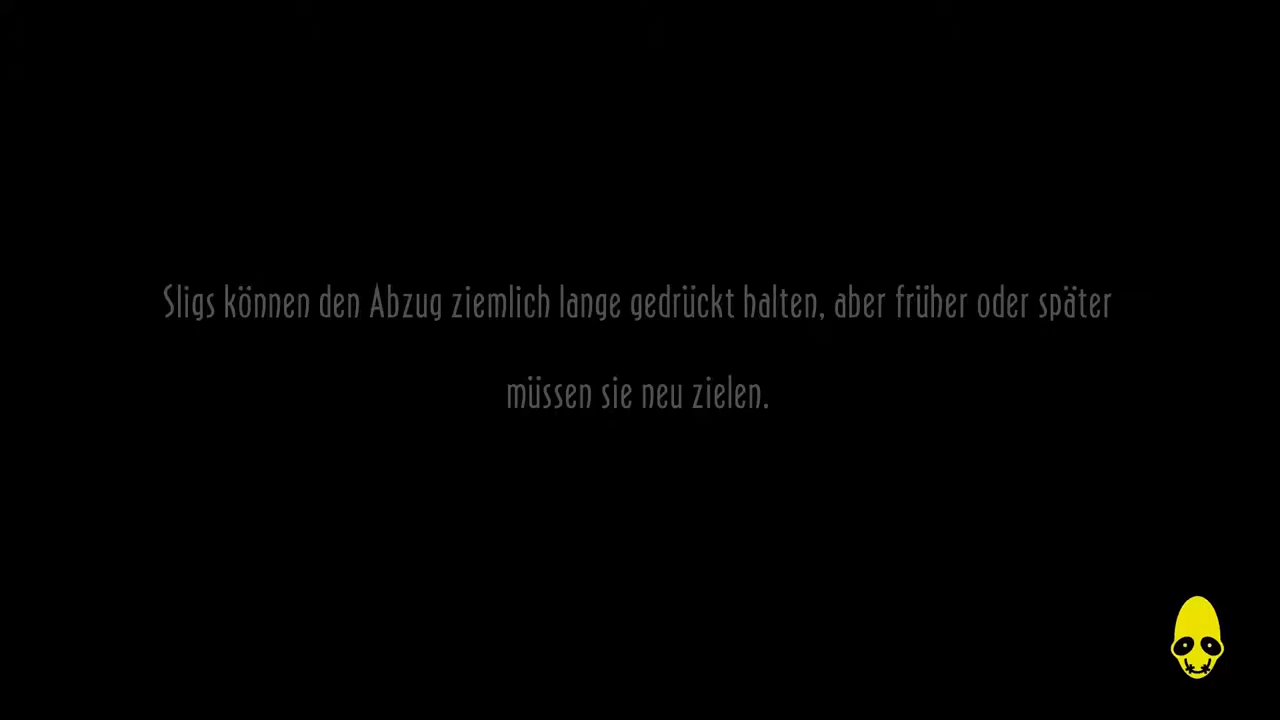 Sligs können den Abzug ziemlich lange gedrückt halten, aber früher oder später
müssen sie neu zielen.